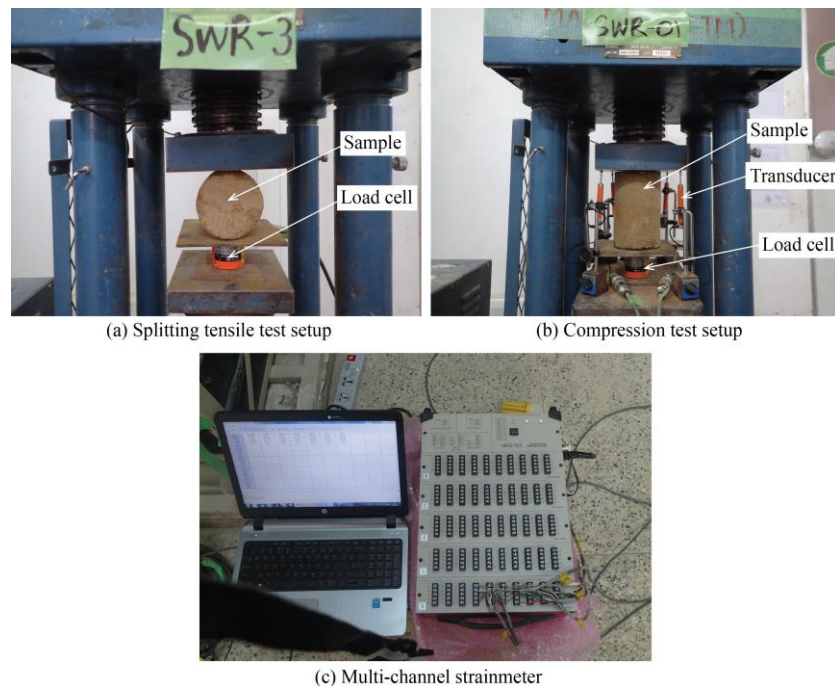 SWR-3
Sample
Load cell
(a) Splitting tensile test setup
SWR-01
Sample
Transducer
Load cell
(b) Compression test setup
(c) Multi-channel strainmeter